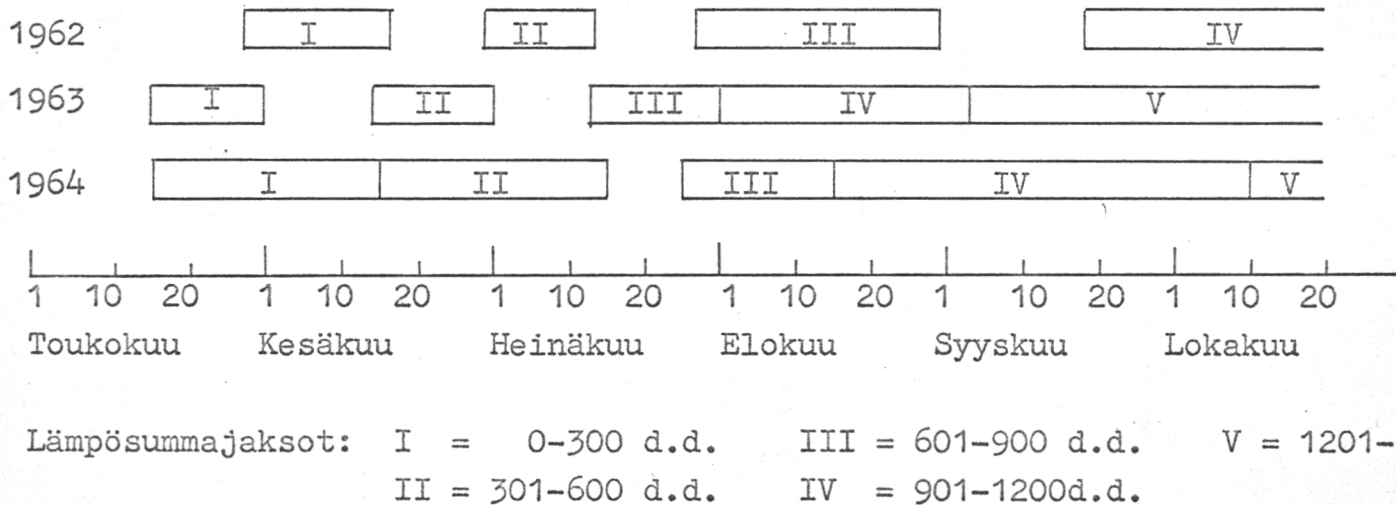 1962 I II III IV
1963 I II III IV V
1964 I II III IV V
1 10 20 1 10 20 1 10 20 1 10 20 1 10 20 1 10 20
Toukokuu Kesäkuu Heinäkuu Elokuu Syyskuu Lokakuu
Lämpösummajaksot: I = 0-300 d.d. III = 601-900 d.d. V = 1201-
II = 301-600 d.d. IV = 901-1200d.d.